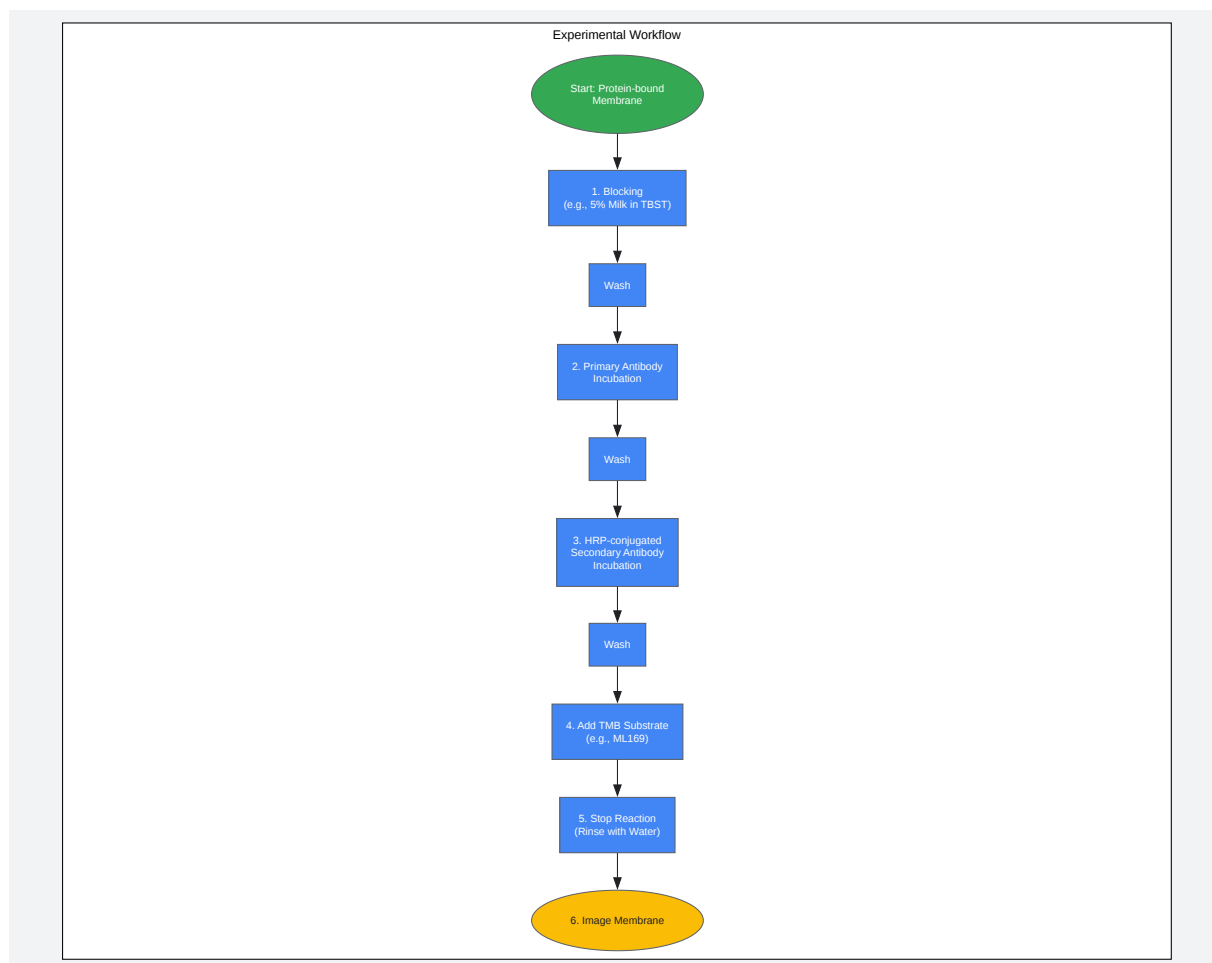 Experimental Workflow
Start: Protein-bound
Membrane
1. Blocking
(e.g., 5% Milk in TBST)
Wash
2. Primary Antibody
Incubation
Wash
3. HRP-conjugated
Secondary Antibody
Incubation
Wash
4. Add TMB Substrate
(e.g., ML169)
5. Stop Reaction
(Rinse with Water)
6. Image Membrane